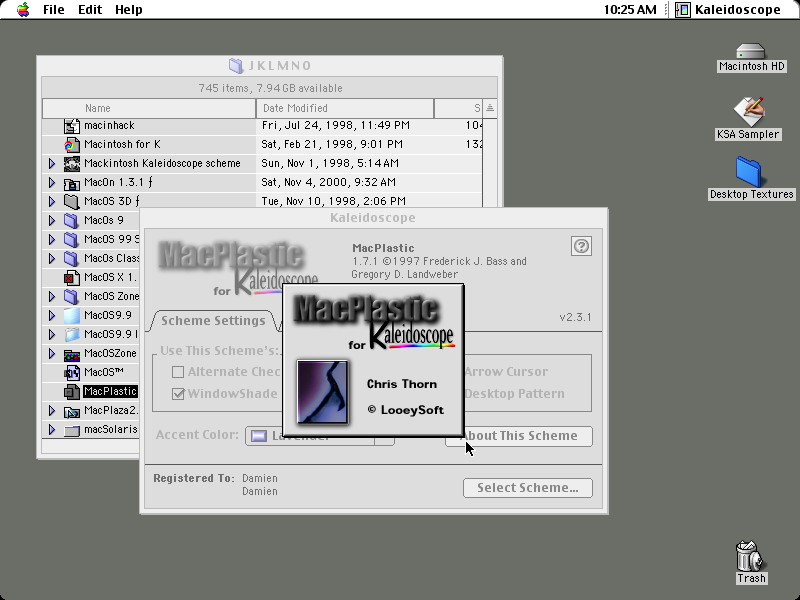 File Edit Help
10:25 AM Kaleidoscope
JKLMNO
745 items, 7.94 GB available
Name Date Modified S
macinhack Fri, Jul 24, 1998, 11:49 PM 104
Macintosh for K Sat, Feb 21, 1998, 9:01 PM 132
Mackintosh Kaleidoscope scheme Sun, Nov 1, 1998, 5:14 AM
MacOn 1.3.1 ƒ Sat, Nov 4, 2000, 9:32 AM
MacOS 3D ƒ Tue, Nov 10, 1998, 2:06 PM
MacOs 9
MacOS 99 S
MacOs Class
MacOS X 1.
MacOS Zone
MacOS9.9
MacOS9.9 I
MacOSZone
MacOS™
MacPlastic
MacPlaza2.
macSolaris
Kaleidoscope
MacPlastic
for Kaleidoscope
MacPlastic
1.7.1 ©1997 Frederick J. Bass and
Gregory D. Landweber
v2.3.1
Scheme Settings
Use This Scheme's:
Alternate Chec
WindowShade
Arrow Cursor
Desktop Pattern
Accent Color: Lavender
About This Scheme
Registered To: Damien
Damien
Select Scheme...
MacPlastic
for Kaleidoscope
Chris Thorn
© LooeySoft
Macintosh HD
KSA Sampler
Desktop Textures
Trash